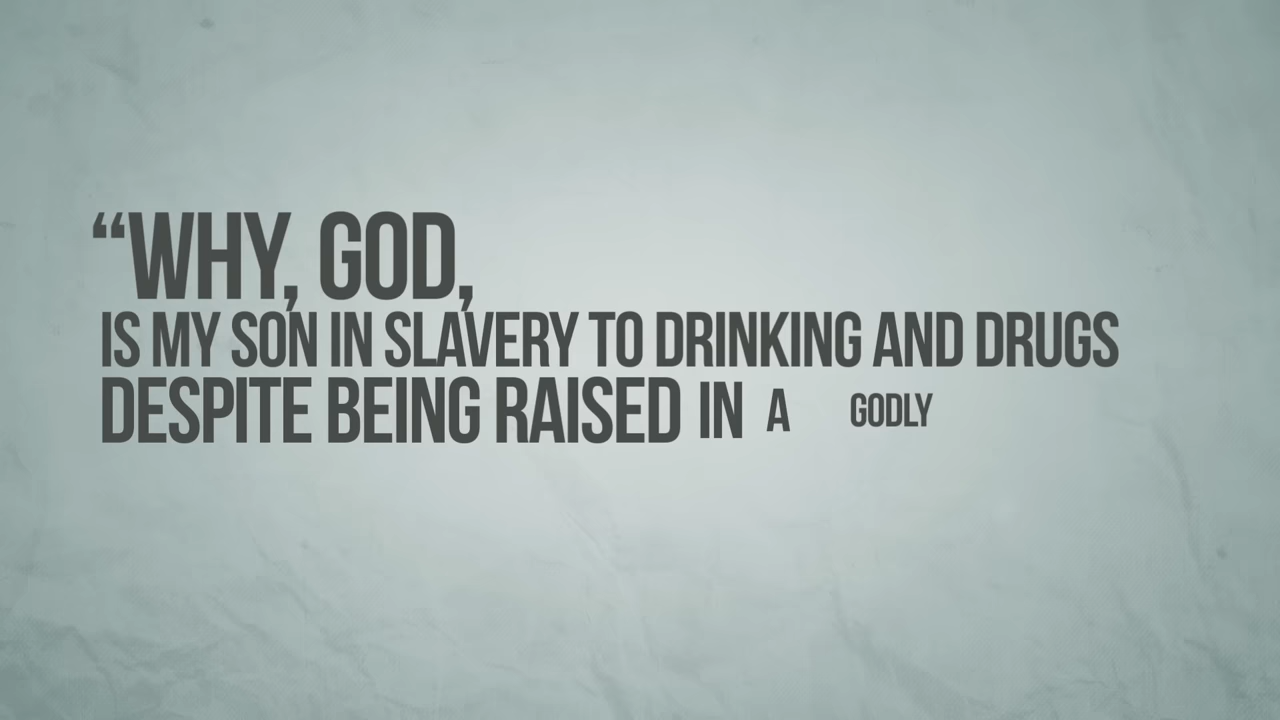 “WHY, GOD,
IS MY SON IN SLAVERY TO DRINKING AND DRUGS
DESPITE BEING RAISED IN A GODLY